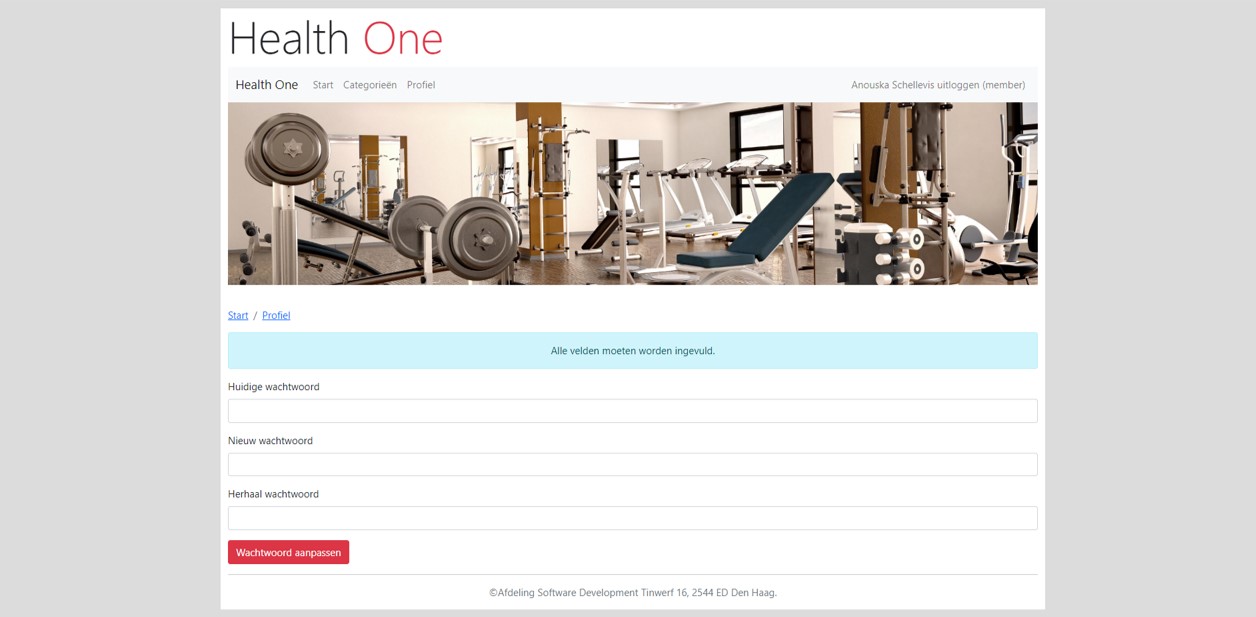 Health One
Health One Start Categorieën Profiel Anouska Schellevis uitloggen (member)
Start / Profiel
Alle velden moeten worden ingevuld.
Huidige wachtwoord
Nieuw wachtwoord
Herhaal wachtwoord
Wachtwoord aanpassen
©Afdeling Software Development Tinwerf 16, 2544 ED Den Haag.